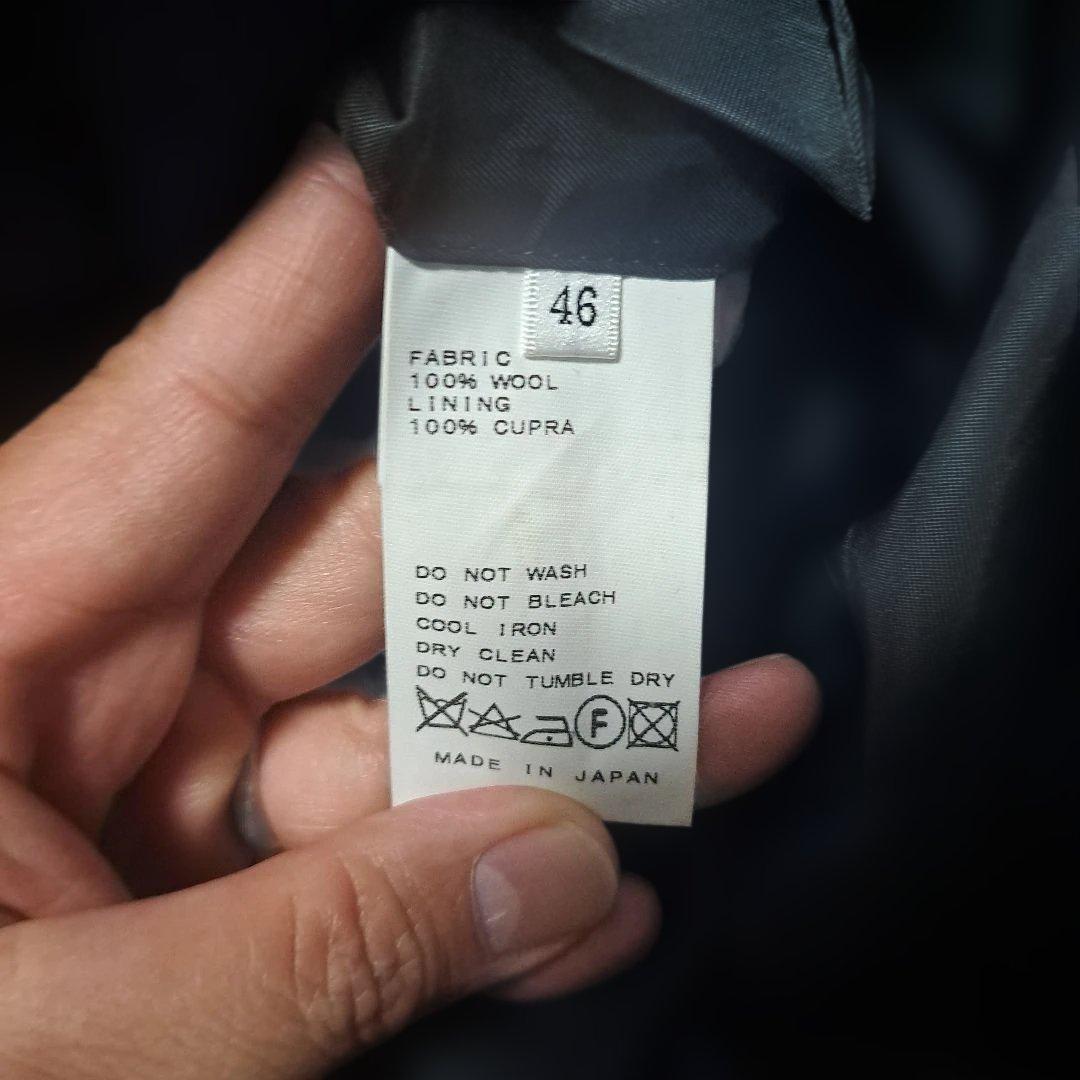 46
FABRIC
100% WOOL
LINING
100% CUPRA
DO NOT WASH
DO NOT BLEACH
COOL IRON
DRY CLEAN
DO NOT TUMBLE DRY
F
MADE IN JAPAN